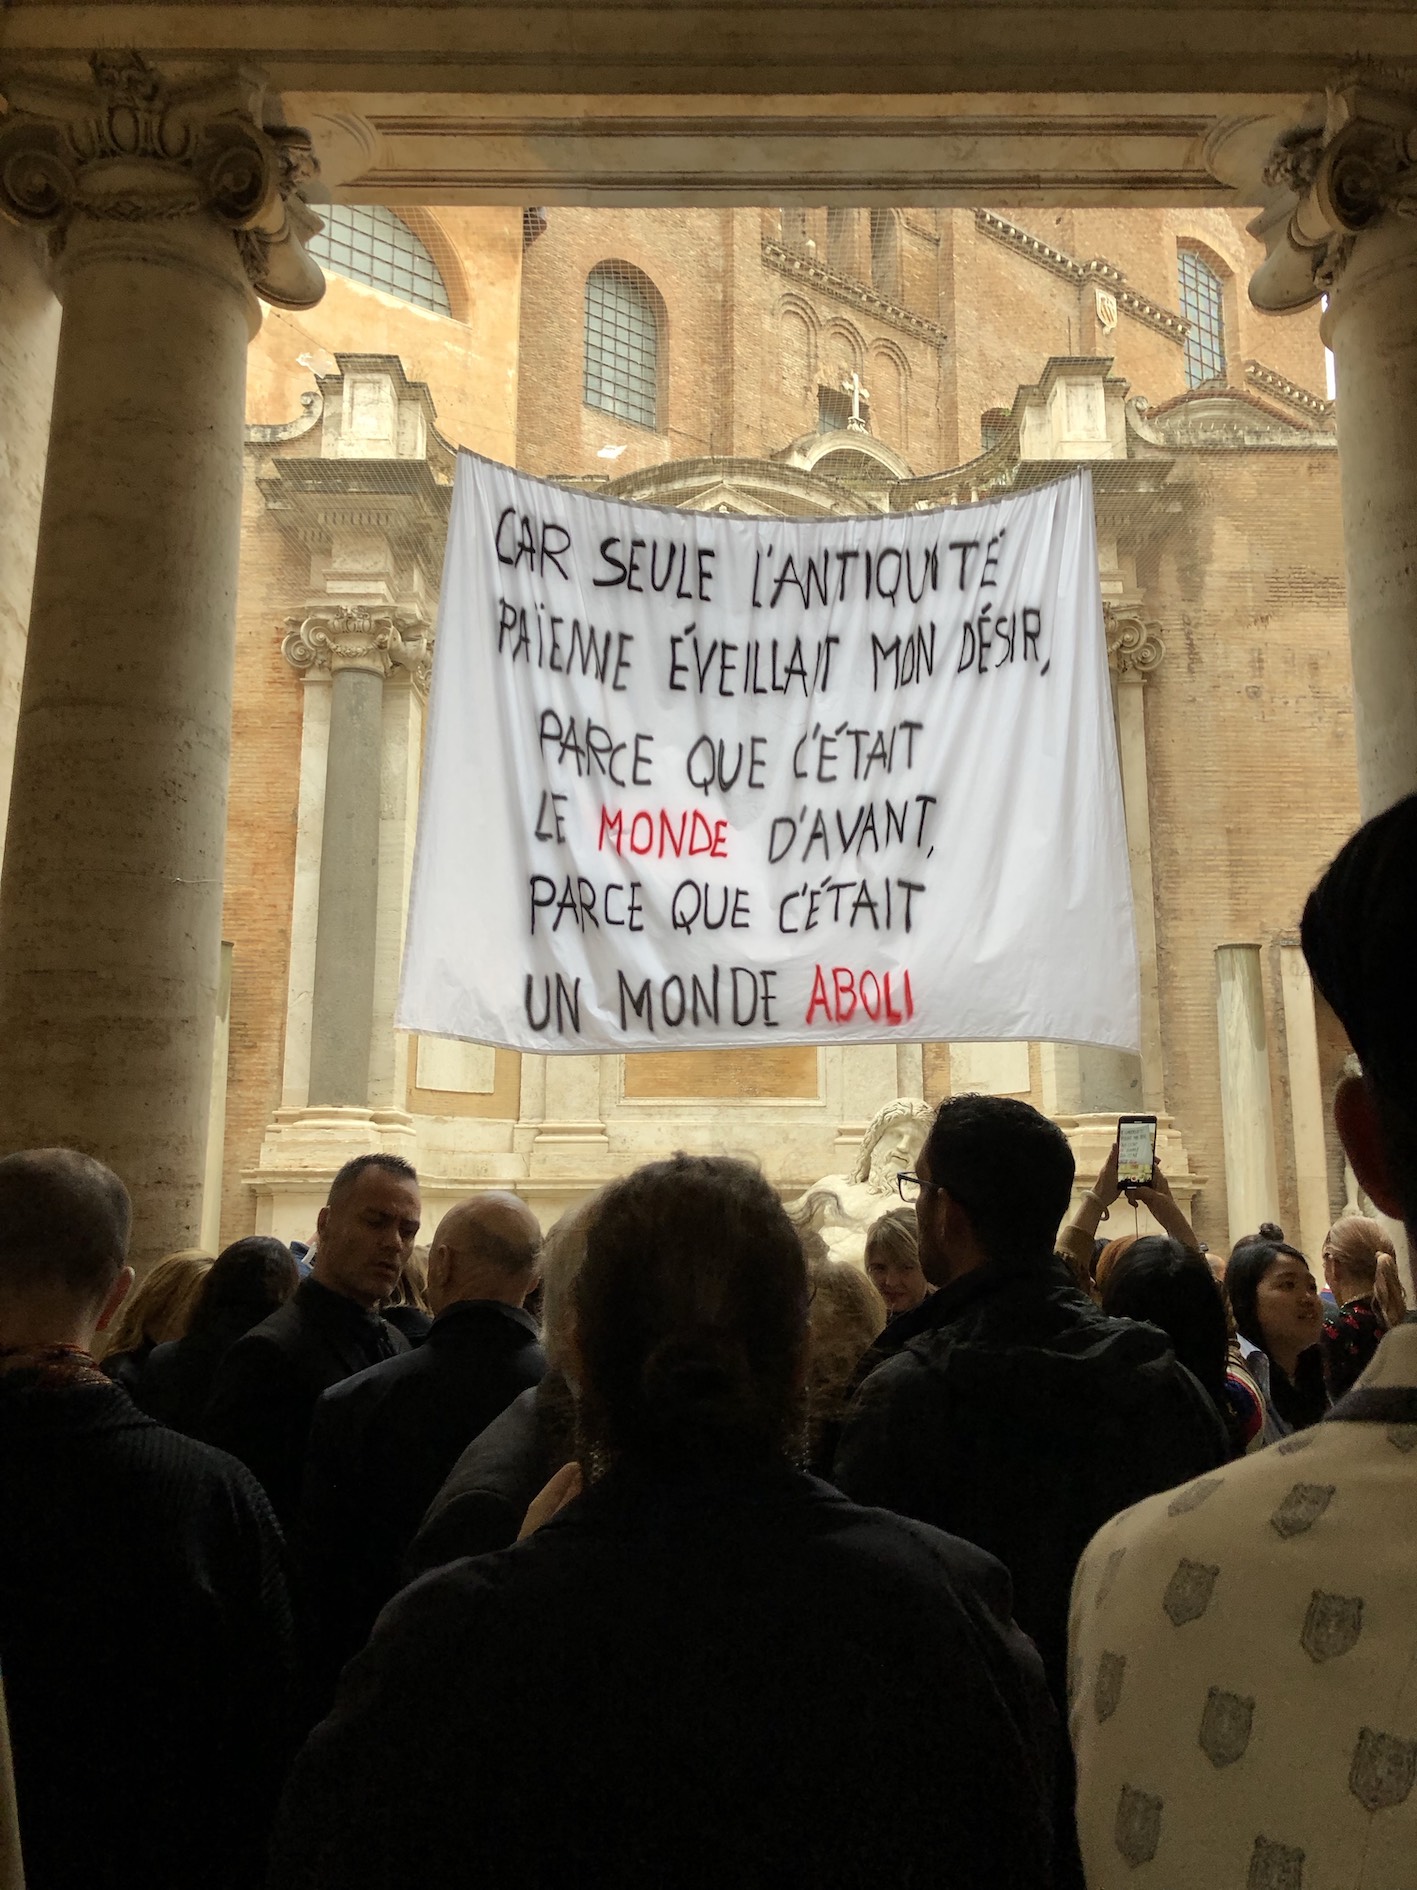 CAR SEULE L'ANTIQUITÉ
PAÏENNE ÉVEILLAIT MON DÉSIR,
PARCE QUE C'ÉTAIT
LE MONDE D'AVANT,
PARCE QUE C'ÉTAIT
UN MONDE ABOLI